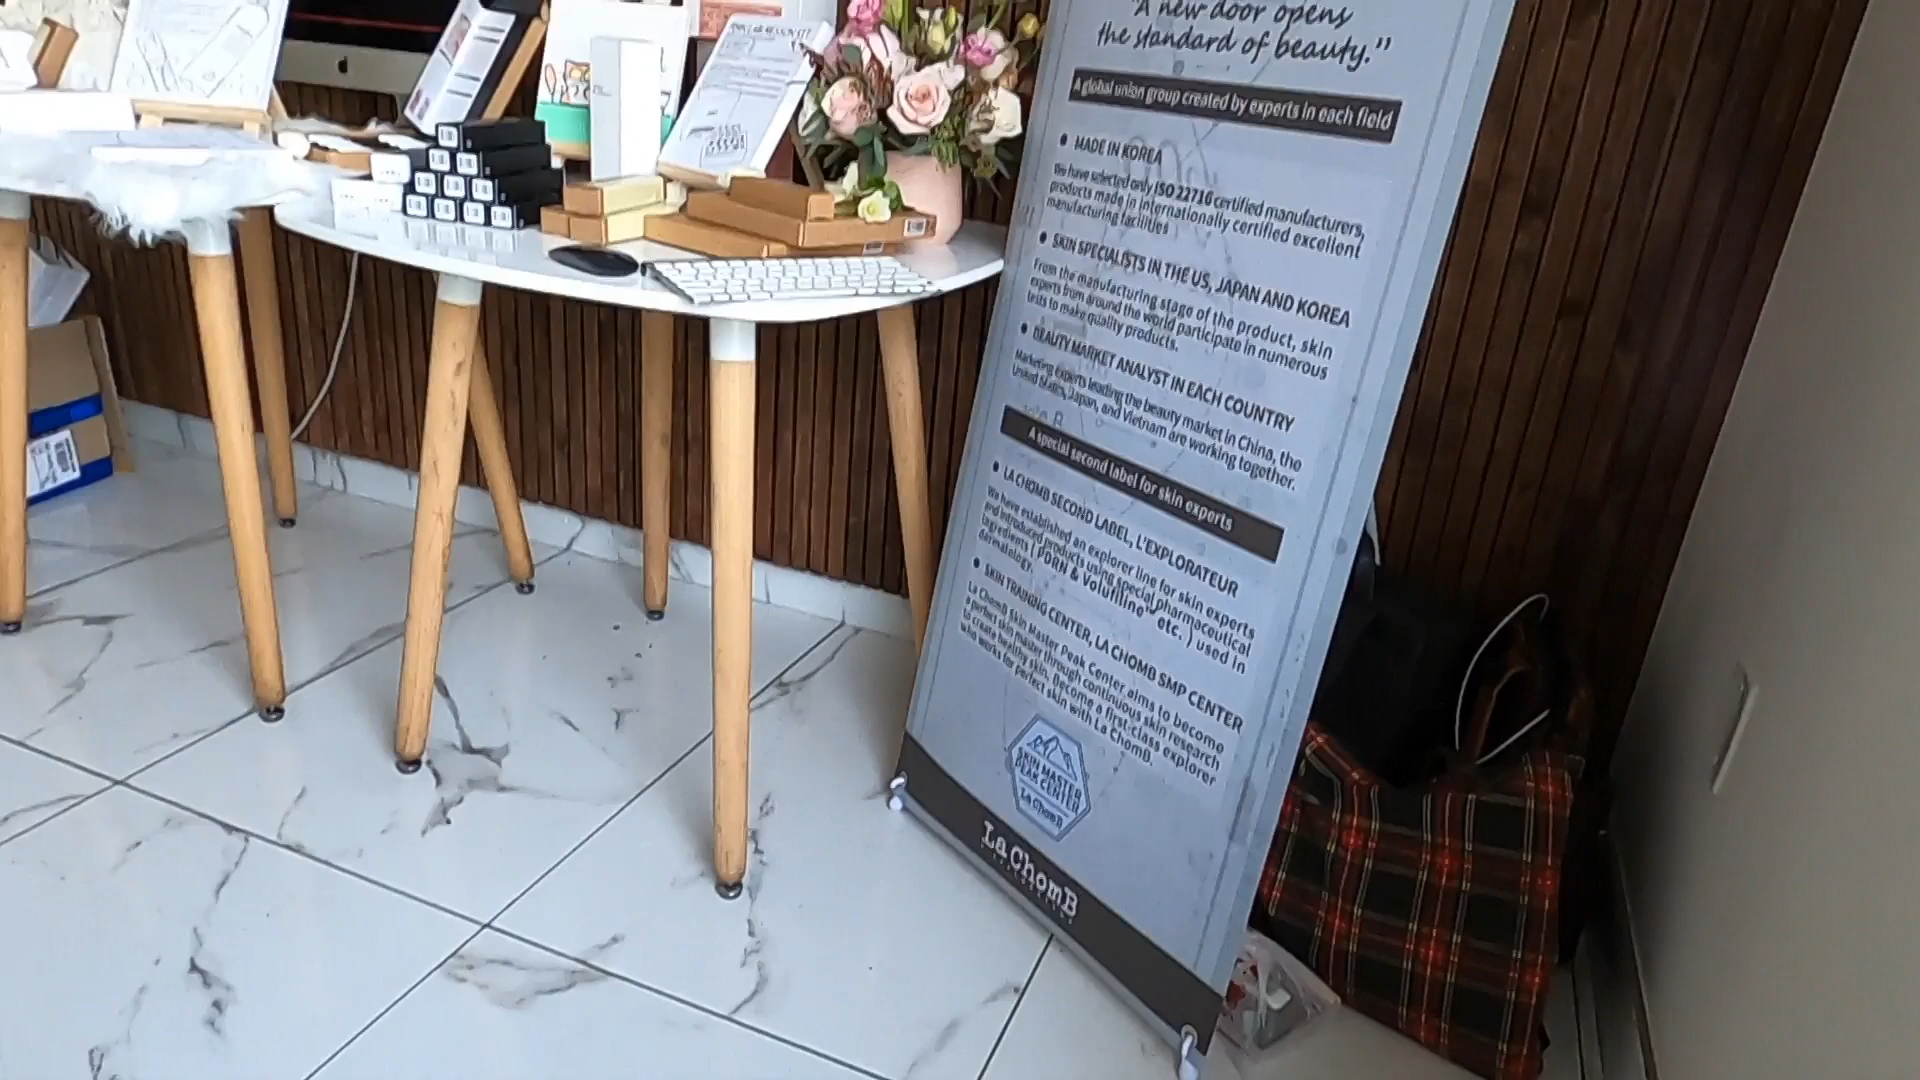 "A new door opens
the standard of beauty."
A global union group created by experts in each field
• MADE IN KOREA
We have selected only ISO 22716 certified manufacturers,
products made in internationally certified excellent
manufacturing facilities
• SKIN SPECIALISTS IN THE US, JAPAN AND KOREA
From the manufacturing stage of the product, skin
experts from around the world participate in numerous
tests to make quality products.
• BEAUTY MARKET ANALYST IN EACH COUNTRY
Marketing experts leading the beauty market in China, the
United States, Japan, and Vietnam are working together.
A special second label for skin experts
• LA CHOMB SECOND LABEL, L'EXPLORATEUR
We have established an explorer line for skin experts
and introduced products using special pharmaceutical
ingredients ( PDRN & Volufiline™ etc. ) used in
dermatology.
• SKIN TRAINING CENTER, LA CHOMB SMP CENTER
La ChomB Skin Master Peak Center aims to become
a perfect skin master through continuous skin research
to create healthy skin. Become a first-class explorer
who works for perfect skin with La ChomB.
SKIN MASTER
PEAK CENTER
La ChomB
La ChomB